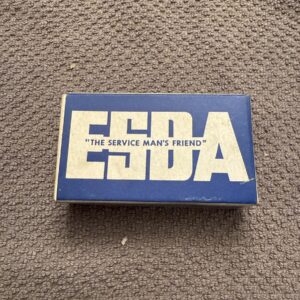 ESDA
"THE SERVICE MAN'S FRIEND"